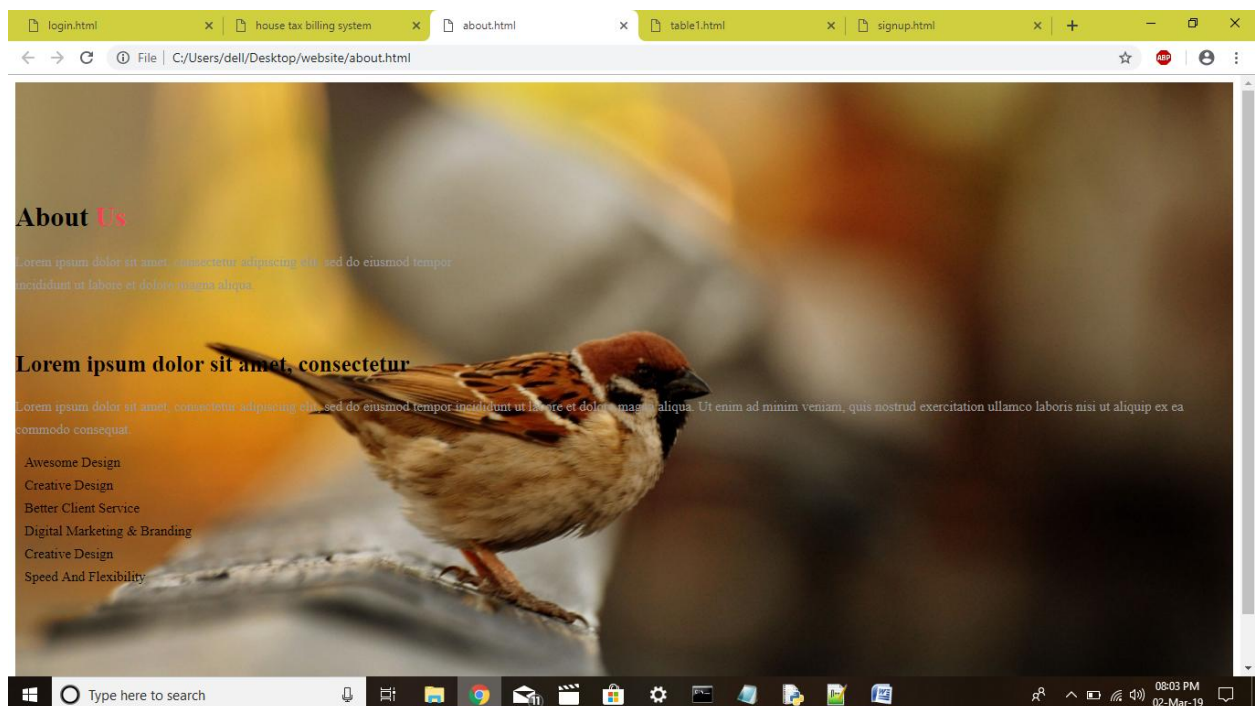 login.html
house tax billing system
about.html
table1.html
signup.html
File
C:/Users/dell/Desktop/website/about.html
ABP
About Us
Lorem ipsum dolor sit amet, consectetur adipiscing elit, sed do eiusmod tempor
incididunt ut labore et dolore magna aliqua.
Lorem ipsum dolor sit amet, consectetur
Lorem ipsum dolor sit amet, consectetur adipiscing elit, sed do eiusmod tempor incididunt ut labore et dolore magna aliqua. Ut enim ad minim veniam, quis nostrud exercitation ullamco laboris nisi ut aliquip ex ea
commodo consequat.
Awesome Design
Creative Design
Better Client Service
Digital Marketing & Branding
Creative Design
Speed And Flexibility
Type here to search
11
08:03 PM
02-Mar-19